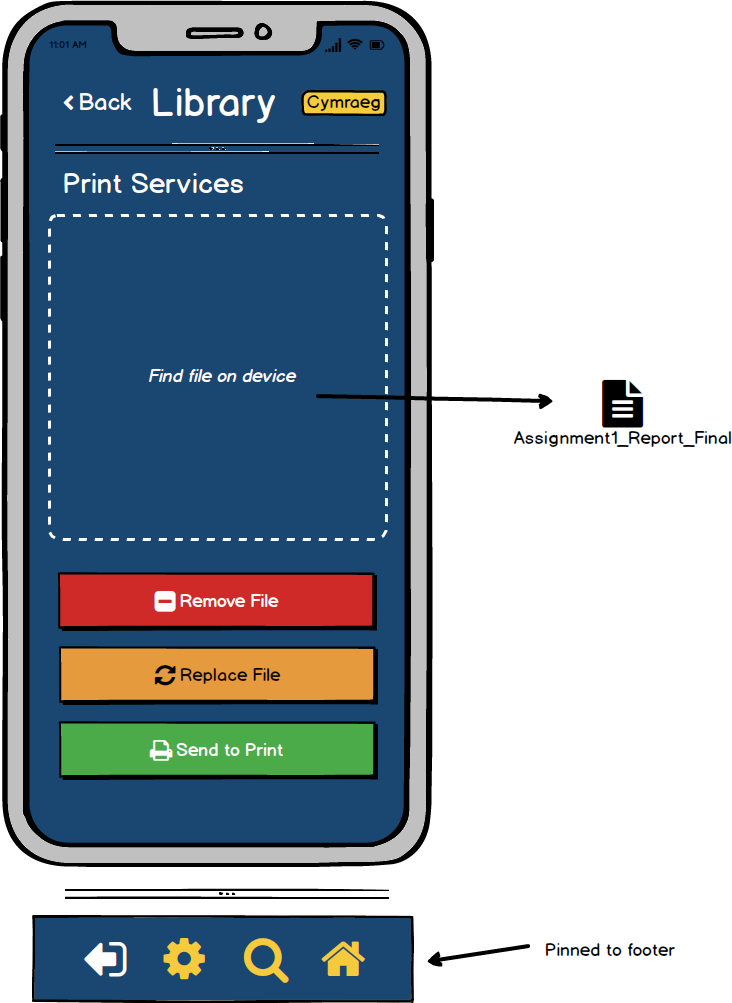 11:01 AM
Back Library Cymraeg
Print Services
Find file on device
Assignment1_Report_Final
Remove File
Replace File
Send to Print
Pinned to footer